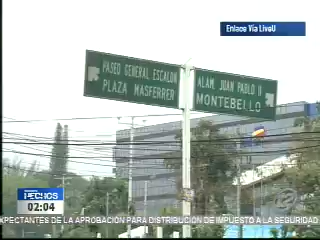 Enlace Vía LiveU
PASEO GENERAL ESCALON
PLAZA MASFERRER
ALAM. JUAN PABLO II
MONTEBELLO
HECHOS
02:04
EXPECTANTES DE LA APROBACIÓN PARA DISTRIBUCIÓN DE IMPUESTO A LA SEGURIDAD